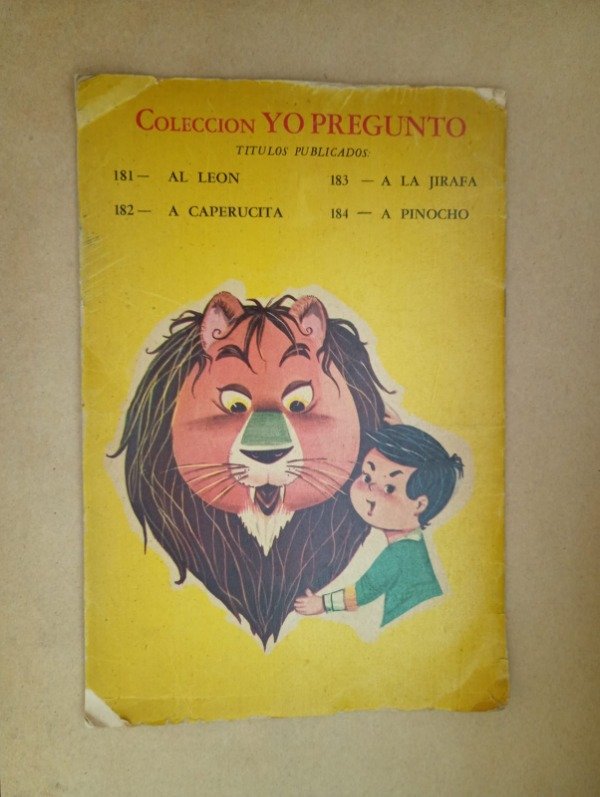 COLECCION YO PREGUNTO
TITULOS PUBLICADOS:
181 — AL LEON
183 — A LA JIRAFA
182 — A CAPERUCITA
184 — A PINOCHO